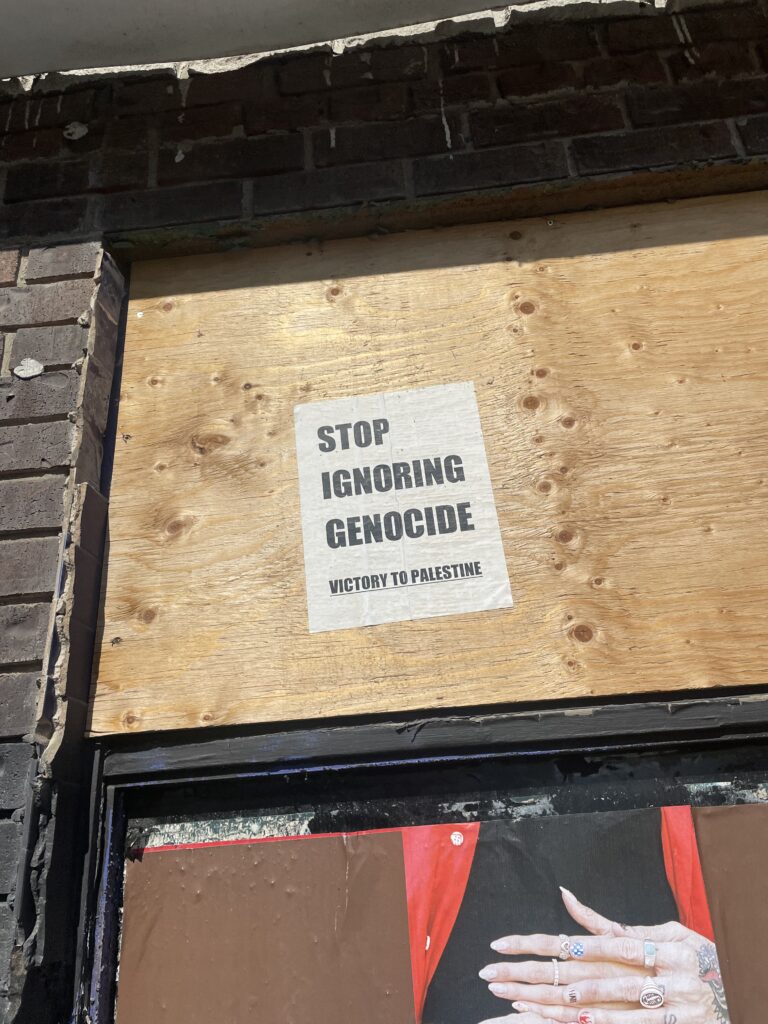 STOP
IGNORING
GENOCIDE
VICTORY TO PALESTINE